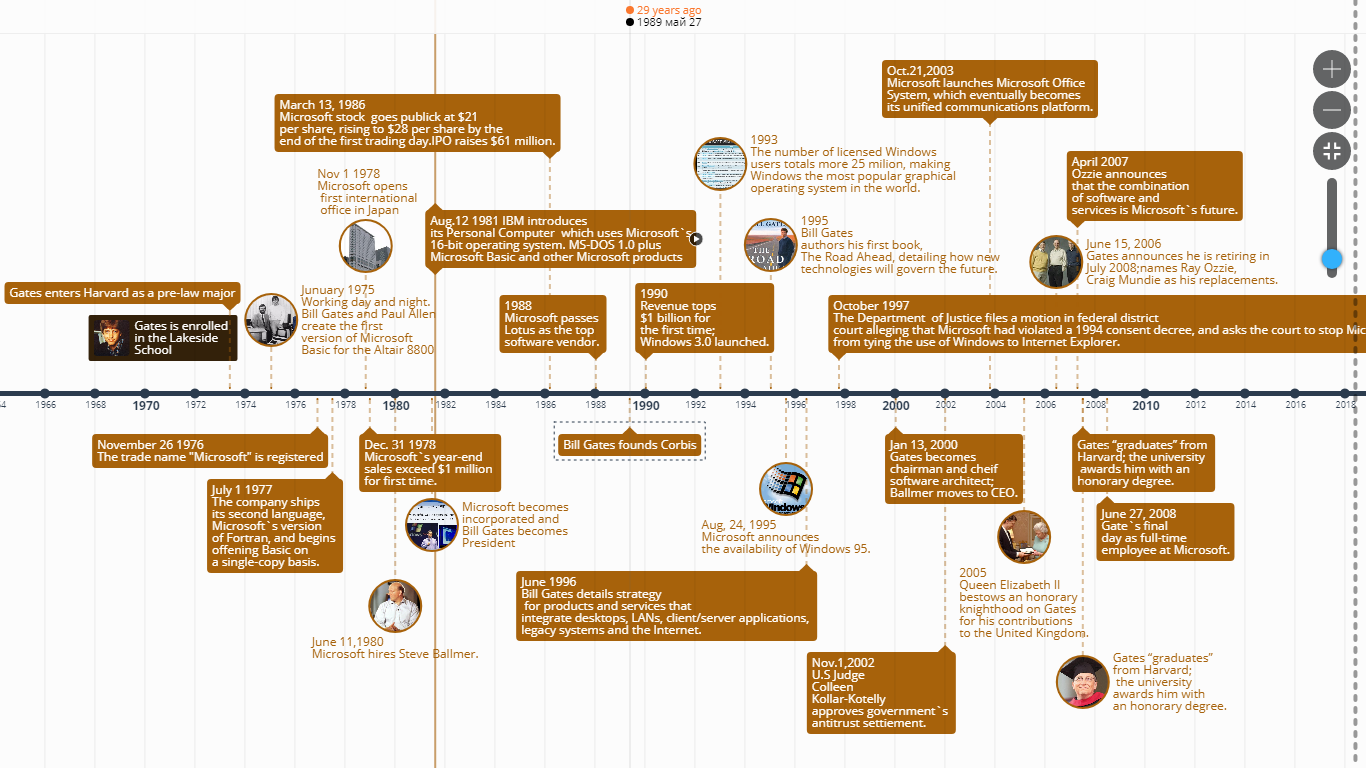 29 years ago
1989 май 27
Oct.21,2003
Microsoft launches Microsoft Office
System, which eventually becomes
its unified communications platform.
March 13, 1986
Microsoft stock goes publick at $21
per share, rising to $28 per share by the
end of the first trading day.IPO raises $61 million.
1993
The number of licensed Windows
users totals more 25 milion, making
Windows the most popular graphical
operating system in the world.
April 2007
Ozzie announces
that the combination
of software and
services is Microsoft`s future.
Nov 1 1978
Microsoft opens
first international
office in Japan
Aug.12 1981 IBM introduces
its Personal Computer which uses Microsoft`s
16-bit operating system. MS-DOS 1.0 plus
Microsoft Basic and other Microsoft products
BILL GATES
THE
ROAD
1995
Bill Gates
authors his first book,
The Road Ahead, detailing how new
technologies will govern the future.
June 15, 2006
Gates announces he is retiring in
July 2008;names Ray Ozzie,
Craig Mundie as his replacements.
Gates enters Harvard as a pre-law major
Junuary 1975
Working day and night.
Bill Gates and Paul Allen
create the first
version of Microsoft
Basic for the Altair 8800
Gates is enrolled
in the Lakeside
School
1988
Microsoft passes
Lotus as the top
software vendor.
1990
Revenue tops
$1 billion for
the first time;
Windows 3.0 launched.
October 1997
The Department of Justice files a motion in federal district
court alleging that Microsoft had violated a 1994 consent decree, and asks the court to stop Mic
from tying the use of Windows to Internet Explorer.
64 1966 1968 1970 1972 1974 1976 1978 1980 1982 1984 1986 1988 1990 1992 1994 1996 1998 2000 2002 2004 2006 2008 2010 2012 2014 2016 2018
November 26 1976
The trade name "Microsoft" is registered
Dec. 31 1978
Microsoft`s year-end
sales exceed $1 million
for first time.
Bill Gates founds Corbis
Jan 13, 2000
Gates becomes
chairman and cheif
software architect;
Ballmer moves to CEO.
Gates “graduates” from
Harvard; the university
awards him with an
honorary degree.
July 1 1977
The company ships
its second language,
Microsoft`s version
of Fortran, and begins
offening Basic on
a single-copy basis.
Microsoft becomes
incorporated and
Bill Gates becomes
President
Windows
Aug, 24, 1995
Microsoft announces
the availability of Windows 95.
June 27, 2008
Gate`s final
day as full-time
employee at Microsoft.
June 11,1980
Microsoft hires Steve Ballmer.
June 1996
Bill Gates details strategy
for products and services that
integrate desktops, LANs, client/server applications,
legacy systems and the Internet.
2005
Queen Elizabeth II
bestows an honorary
knighthood on Gates
for his contributions
to the United Kingdom.
Nov.1,2002
U.S Judge
Colleen
Kollar-Kotelly
approves government`s
antitrust settiement.
Gates “graduates”
from Harvard;
the university
awards him with
an honorary degree.